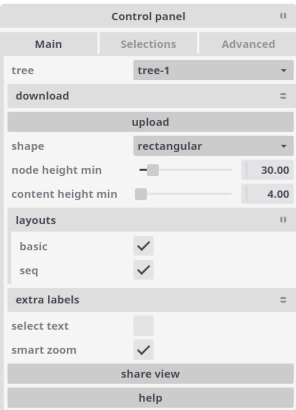 Control panel
Main Selections Advanced
tree tree-1
download
upload
shape rectangular
node height min 30.00
content height min 4.00
layouts
basic
seq
extra labels
select text
smart zoom
share view
help